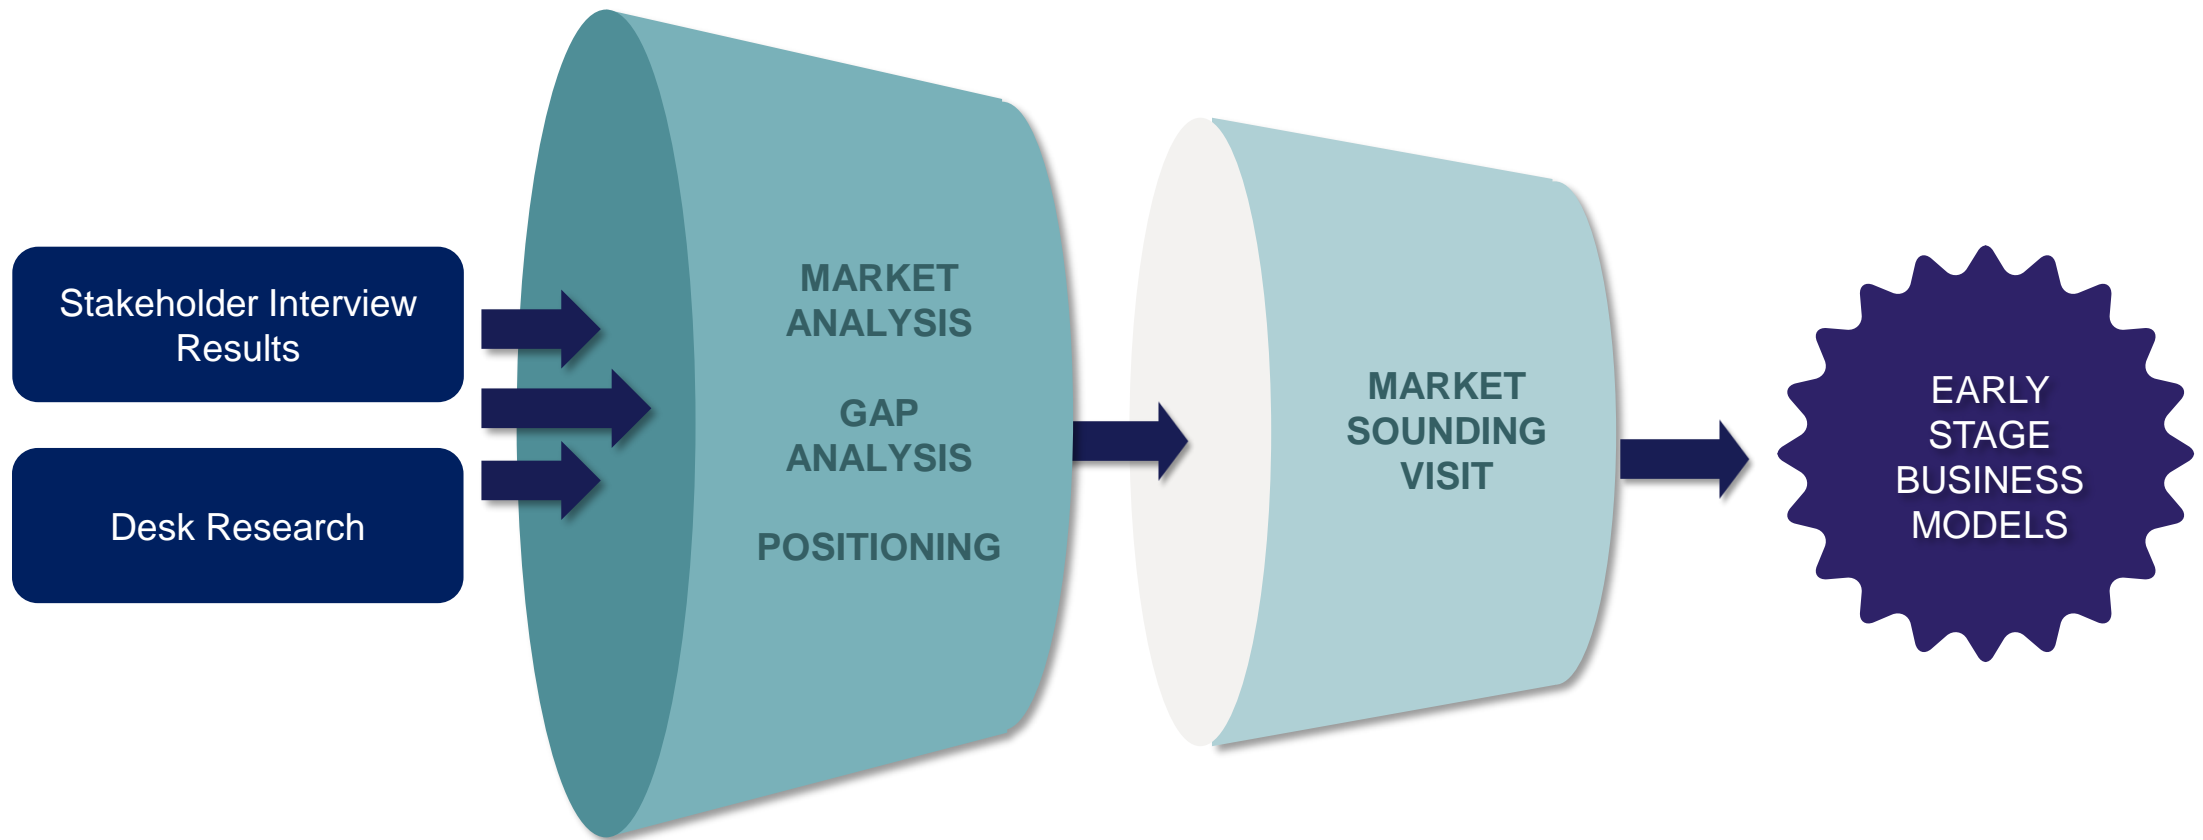 Stakeholder Interview
Results
Desk Research
MARKET
ANALYSIS
GAP
ANALYSIS
POSITIONING
MARKET
SOUNDING
VISIT
EARLY
STAGE
BUSINESS
MODELS